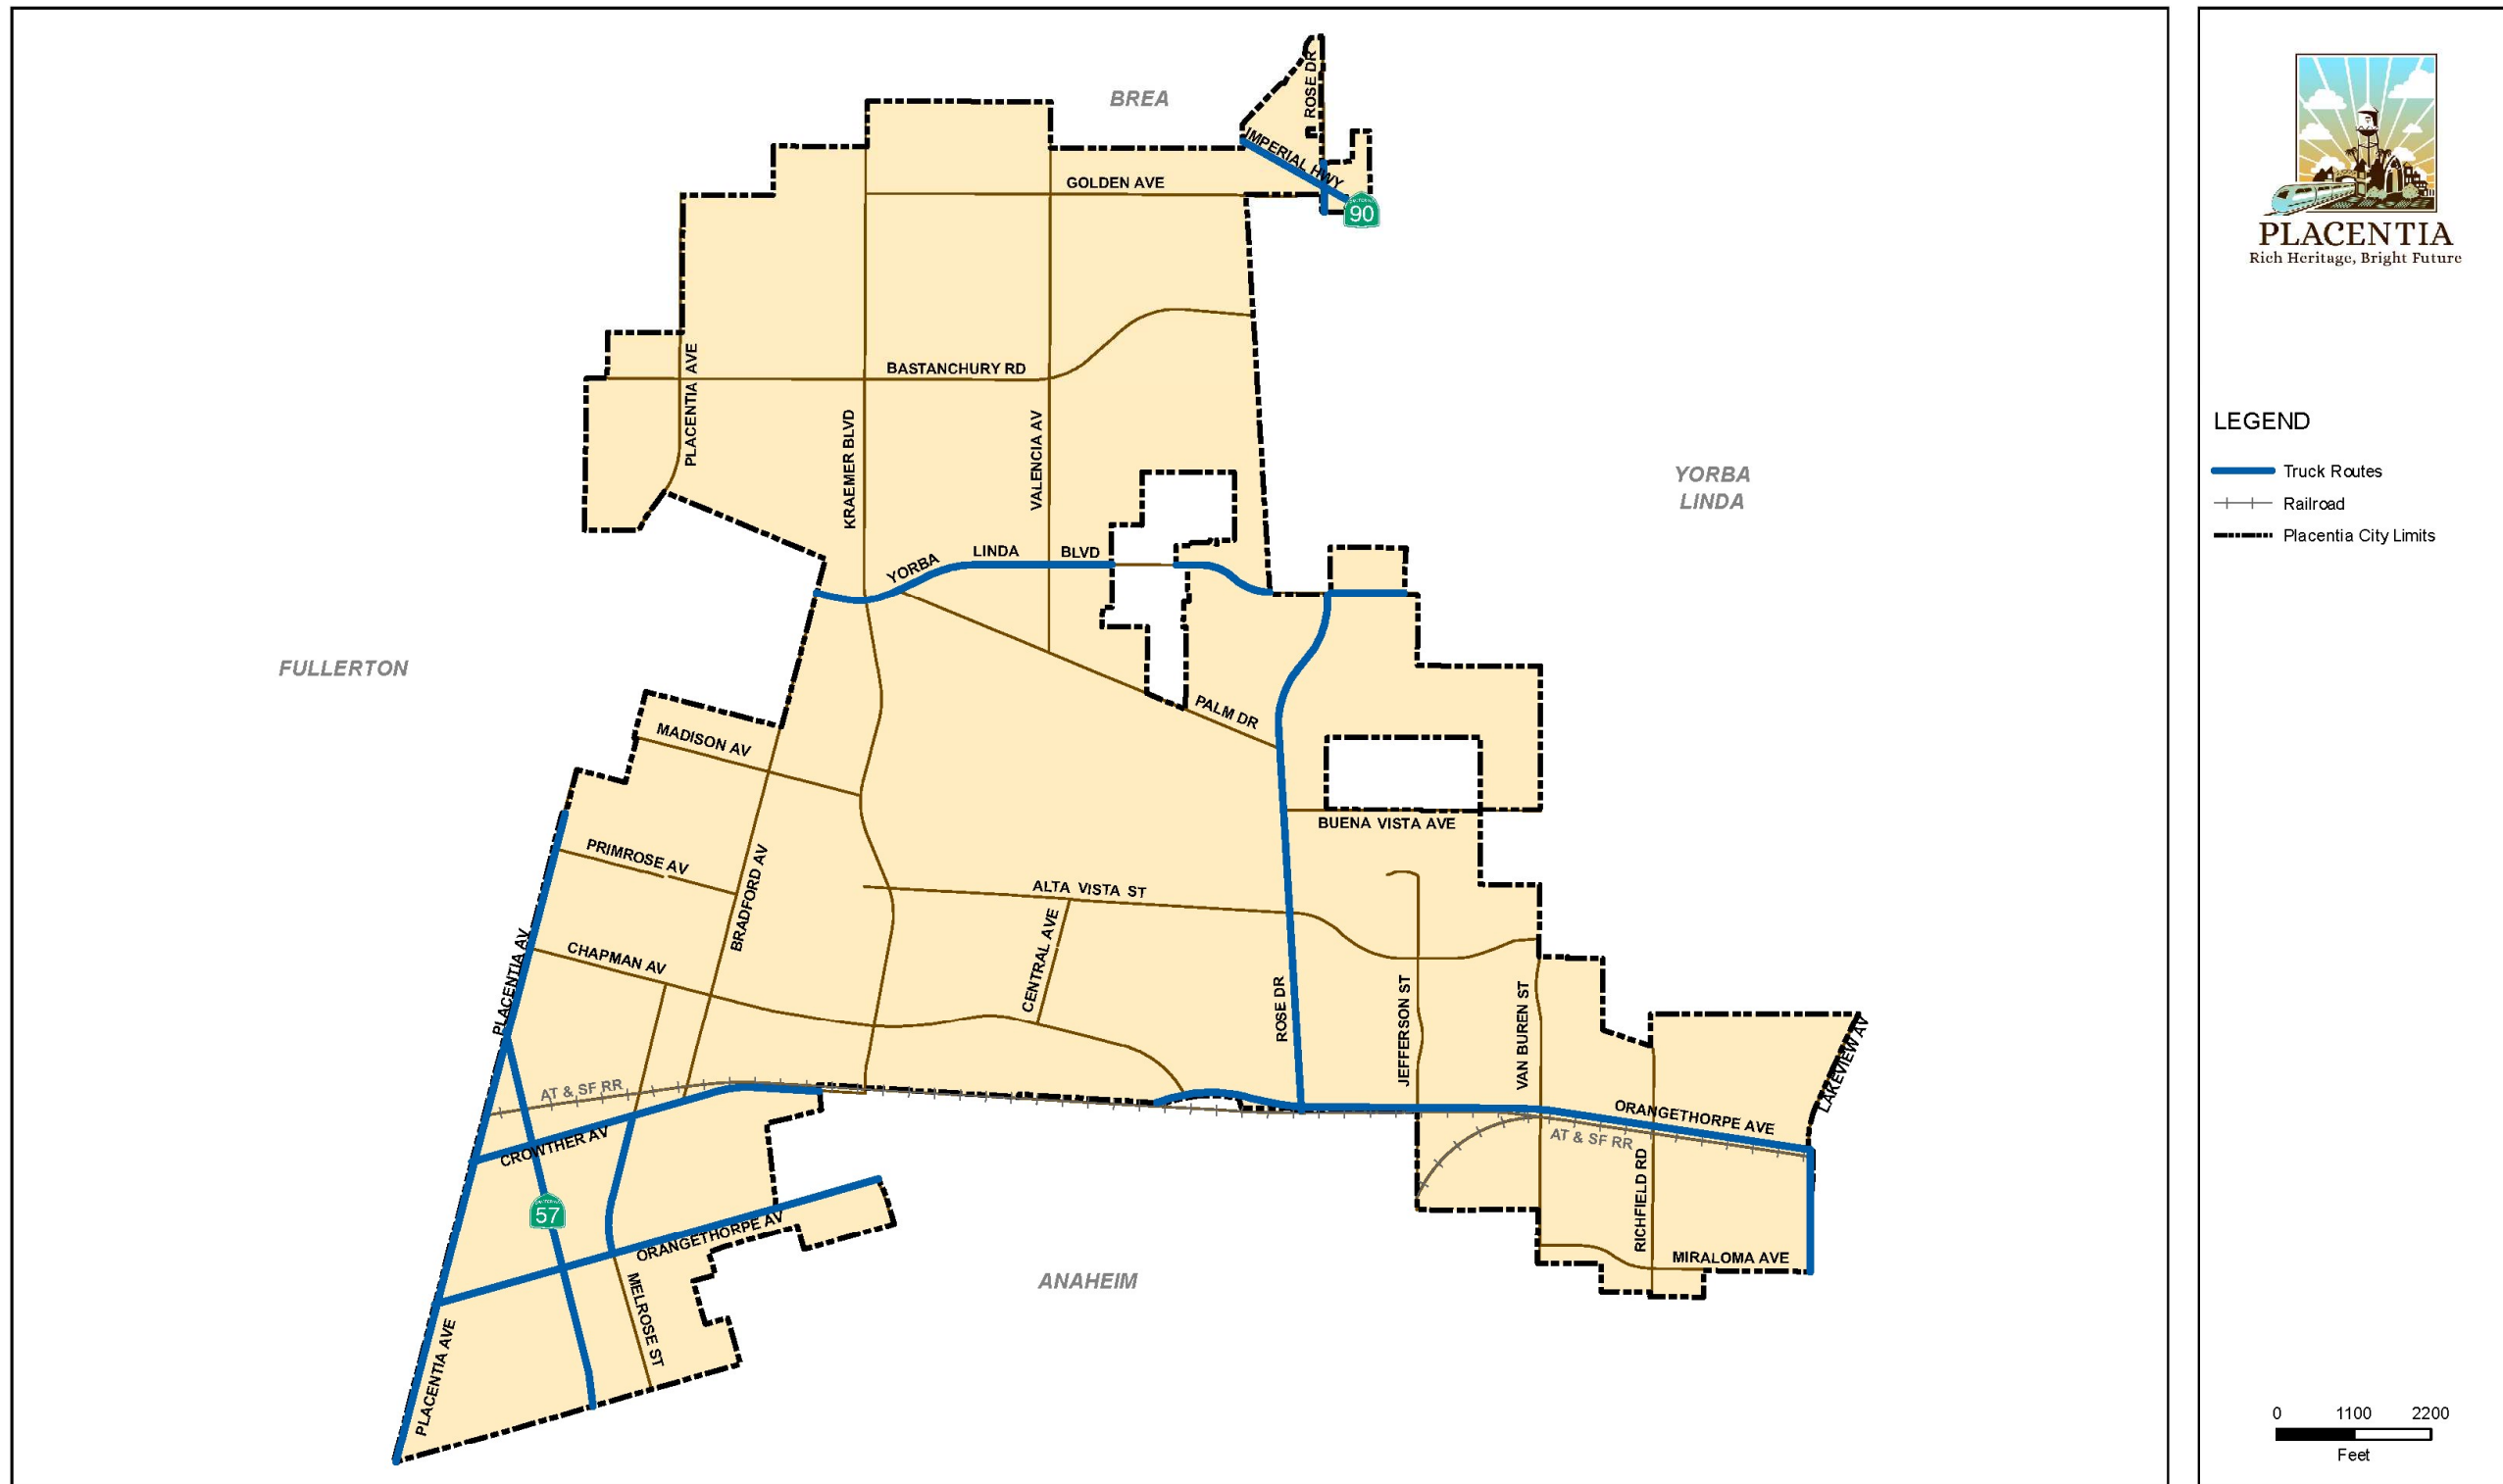 BREA
ROSE DR
IMPERIAL HWY
90
GOLDEN AVE
PLACENTIA AVE
BASTANCHURY RD
KRAEMER BLVD
VALENCIA AV
YORBA
LINDA
YORBA LINDA BLVD
FULLERTON
PALM DR
MADISON AV
BUENA VISTA AVE
PRIMROSE AV
BRADFORD AV
ALTA VISTA ST
CENTRAL AVE
CHAPMAN AV
PLACENTIA AV
ROSE DR
JEFFERSON ST
VAN BUREN ST
LAKEVIEW AV
AT & SF RR
CROWTHER AV
ORANGETHORPE AVE
AT & SF RR
57
ORANGETHORPE AV
RICHFIELD RD
MIRALOMA AVE
ANAHEIM
MELROSE ST
PLACENTIA AVE
PLACENTIA
Rich Heritage, Bright Future
LEGEND
Truck Routes
Railroad
Placentia City Limits
0 1100 2200
Feet